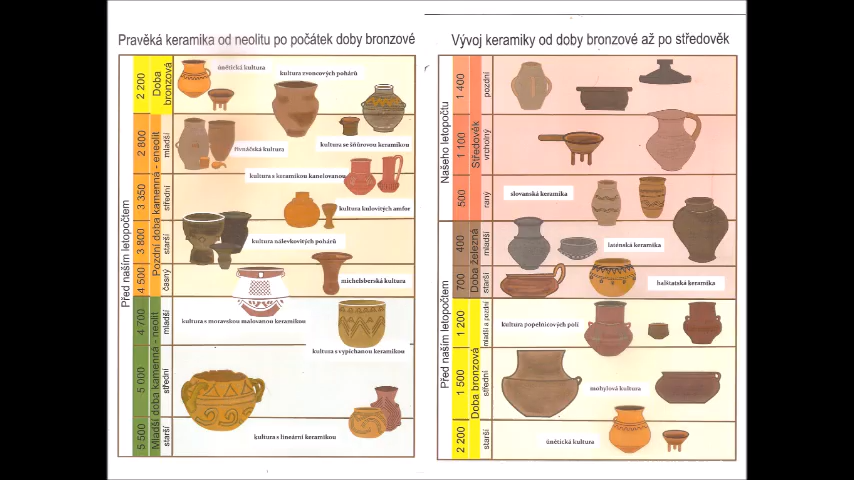 Pravěká keramika od neolitu po počátek doby bronzové
Před naším letopočtem
2 200
Doba bronzová
únětická kultura
kultura zvoncových pohárů
Pozdní doba kamenná - eneolit
2 800
mladší
řivnáčská kultura
kultura se šňůrovou keramikou
3 350
střední
kultura s keramikou kanelovanou
kultura kulovitých amfor
3 800
starší
kultura nálevkovitých pohárů
4 500
časný
michelsberská kultura
Mladší doba kamenná - neolit
4 700
mladší
kultura s moravskou malovanou keramikou
kultura s vypíchanou keramikou
5 000
střední
5 500
starší
kultura s lineární keramikou
Vývoj keramiky od doby bronzové až po středověk
Našeho letopočtu
Středověk
1 400
pozdní
1 100
vrcholný
500
raný
slovanská keramika
Před naším letopočtem
Doba železná
400
mladší
laténská keramika
700
starší
halštatská keramika
Doba bronzová
1 200
mladší a pozdní
kultura popelnicových polí
1 500
střední
mohylová kultura
2 200
starší
únětická kultura